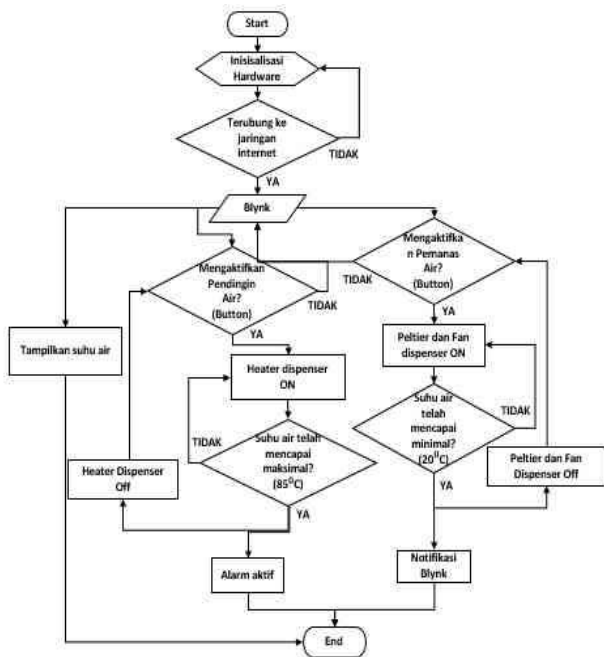 Start
Inisisalisasi
Hardware
Terubung ke
jaringan
internet
TIDAK
YA
Blynk
Mengaktifkan
Pendingin
Air?
(Button)
TIDAK
YA
Mengaktifka
n Pemanas
Air?
(Button)
TIDAK
YA
Tampilkan suhu air
Heater dispenser
ON
Peltier dan Fan
dispenser ON
Suhu air telah
mencapai
maksimal?
(85⁰C)
TIDAK
YA
Suhu air
telah
mencapai
minimal?
(20⁰C)
TIDAK
YA
Heater Dispenser
Off
Peltier dan Fan
Dispenser Off
Alarm aktif
Notifikasi
Blynk
End